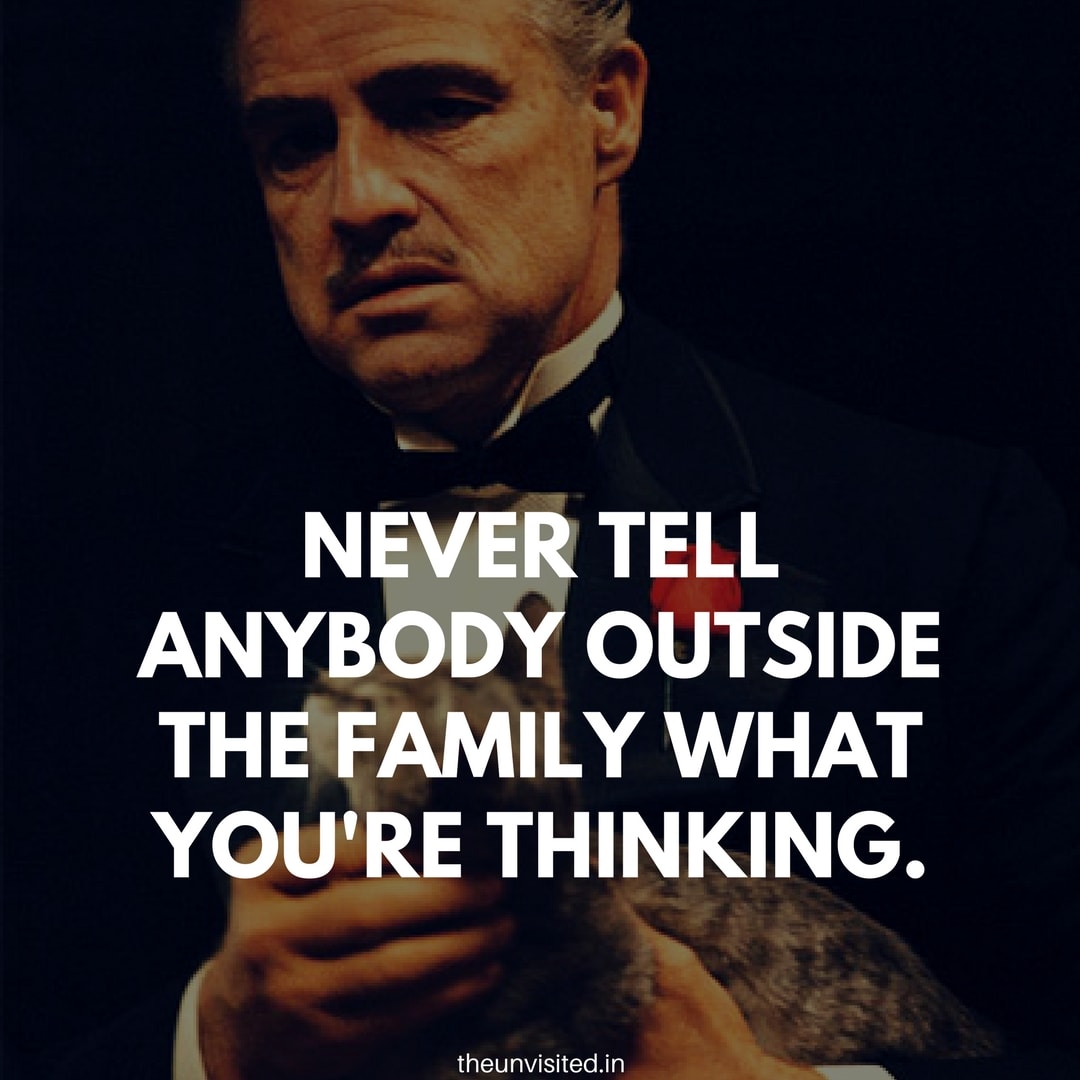 NEVER TELL
ANYBODY OUTSIDE
THE FAMILY WHAT
YOU'RE THINKING.
theunvisited.in